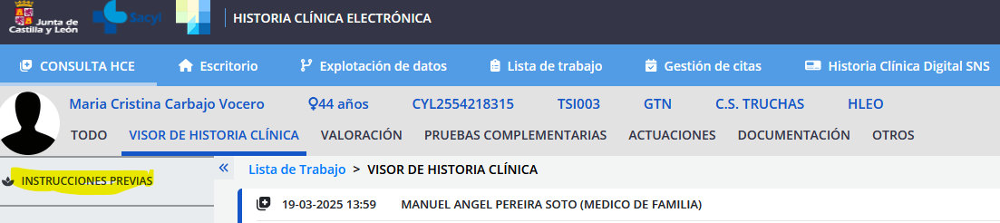 Junta de
Castilla y León
Sacyl
HISTORIA CLÍNICA ELECTRÓNICA
CONSULTA HCE Escritorio Explotación de datos Lista de trabajo Gestión de citas Historia Clínica Digital SNS
Maria Cristina Carbajo Vocero 44 años CYL2554218315 TSI003 GTN C.S. TRUCHAS HLEO
TODO VISOR DE HISTORIA CLÍNICA VALORACIÓN PRUEBAS COMPLEMENTARIAS ACTUACIONES DOCUMENTACIÓN OTROS
INSTRUCCIONES PREVIAS
« Lista de Trabajo > VISOR DE HISTORIA CLÍNICA
19-03-2025 13:59 MANUEL ANGEL PEREIRA SOTO (MEDICO DE FAMILIA)